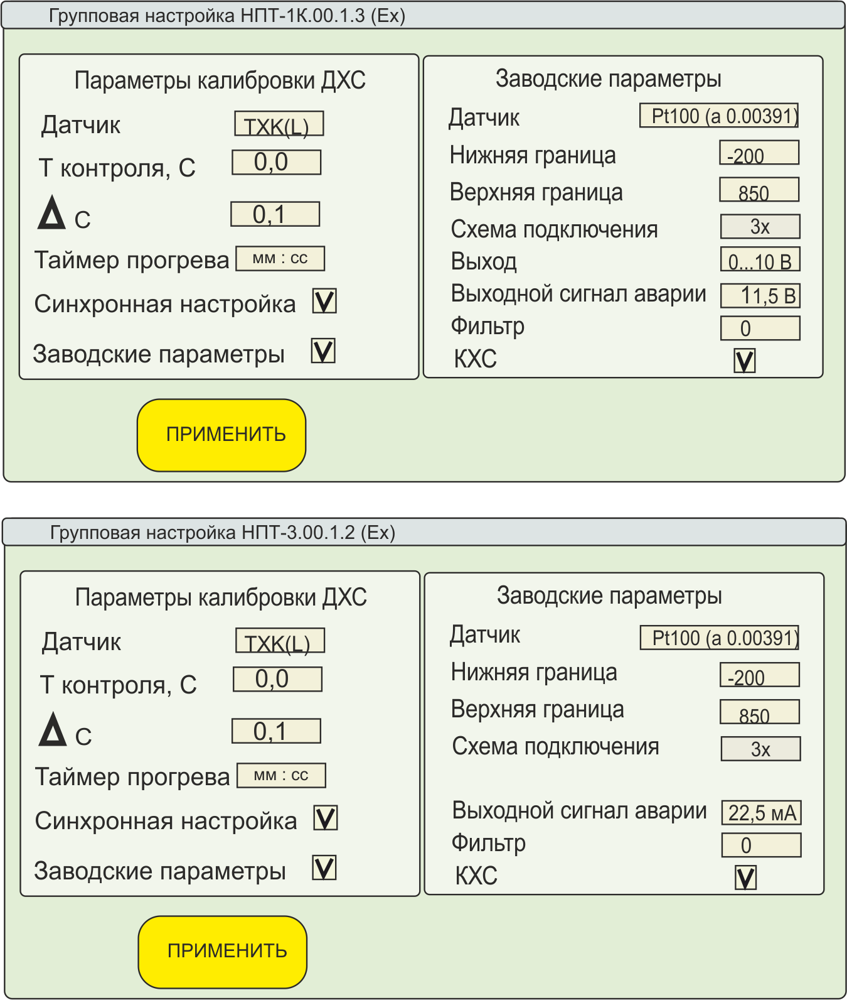 Групповая настройка НПТ-1К.00.1.3 (Ex)
Параметры калибровки ДХС
Датчик ТХК(L)
Т контроля, С 0,0
Δ С 0,1
Таймер прогрева мм : сс
Синхронная настройка V
Заводские параметры V
Заводские параметры
Датчик Pt100 (a 0.00391)
Нижняя граница -200
Верхняя граница 850
Схема подключения 3х
Выход 0...10 В
Выходной сигнал аварии 11,5 В
Фильтр 0
КХС V
ПРИМЕНИТЬ
Групповая настройка НПТ-3.00.1.2 (Ex)
Параметры калибровки ДХС
Датчик ТХК(L)
Т контроля, С 0,0
Δ С 0,1
Таймер прогрева мм : сс
Синхронная настройка V
Заводские параметры V
Заводские параметры
Датчик Pt100 (a 0.00391)
Нижняя граница -200
Верхняя граница 850
Схема подключения 3х
Выходной сигнал аварии 22,5 мА
Фильтр 0
КХС V
ПРИМЕНИТЬ